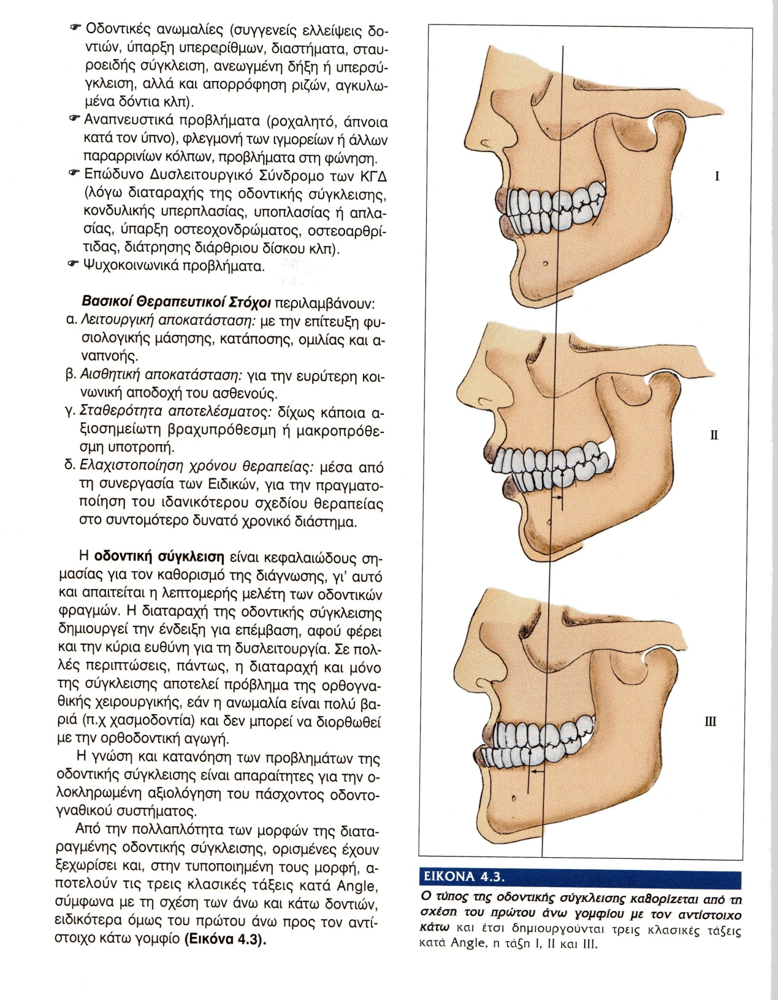 ☞ Οδοντικές ανωμαλίες (συγγενείς ελλείψεις δο-
ντιών, ύπαρξη υπεραρίθμων, διαστήματα, σταυ-
ροειδής σύγκλειση, ανεωγμένη δήξη ή υπερσύ-
γκλειση, αλλά και απορρόφηση ριζών, αγκυλω-
μένα δόντια κλπ).
☞ Αναπνευστικά προβλήματα (ροχαλητό, άπνοια
κατά τον ύπνο), φλεγμονή των ιγμορείων ή άλλων
παραρρινίων κόλπων, προβλήματα στη φώνηση.
☞ Επώδυνο Δυσλειτουργικό Σύνδρομο των ΚΓΔ
(λόγω διαταραχής της οδοντικής σύγκλεισης,
κονδυλικής υπερπλασίας, υποπλασίας ή απλα-
σίας, ύπαρξη οστεοχονδρώματος, οστεοαρθρί-
τιδας, διάτρησης διάρθριου δίσκου κλπ).
☞ Ψυχοκοινωνικά προβλήματα.
Βασικοί Θεραπευτικοί Στόχοι περιλαμβάνουν:
α. Λειτουργική αποκατάσταση: με την επίτευξη φυ-
σιολογικής μάσησης, κατάποσης, ομιλίας και α-
ναπνοής.
β. Αισθητική αποκατάσταση: για την ευρύτερη κοι-
νωνική αποδοχή του ασθενούς.
γ. Σταθερότητα αποτελέσματος: δίχως κάποια α-
ξιοσημείωτη βραχυπρόθεσμη ή μακροπρόθε-
σμη υποτροπή.
δ. Ελαχιστοποίηση χρόνου θεραπείας: μέσα από
τη συνεργασία των Ειδικών, για την πραγματο-
ποίηση του ιδανικότερου σχεδίου θεραπείας
στο συντομότερο δυνατό χρονικό διάστημα.
Η οδοντική σύγκλειση είναι κεφαλαιώδους ση-
μασίας για τον καθορισμό της διάγνωσης, γι' αυτό
και απαιτείται η λεπτομερής μελέτη των οδοντικών
φραγμών. Η διαταραχή της οδοντικής σύγκλεισης
δημιουργεί την ένδειξη για επέμβαση, αφού φέρει
και την κύρια ευθύνη για τη δυσλειτουργία. Σε πολ-
λές περιπτώσεις, πάντως, η διαταραχή και μόνο
της σύγκλεισης αποτελεί πρόβλημα της ορθογνα-
θικής χειρουργικής, εάν η ανωμαλία είναι πολύ βα-
ριά (π.χ χασμοδοντία) και δεν μπορεί να διορθωθεί
με την ορθοδοντική αγωγή.
Η γνώση και κατανόηση των προβλημάτων της
οδοντικής σύγκλεισης είναι απαραίτητες για την ο-
λοκληρωμένη αξιολόγηση του πάσχοντος οδοντο-
γναθικού συστήματος.
Από την πολλαπλότητα των μορφών της διατα-
ραγμένης οδοντικής σύγκλεισης, ορισμένες έχουν
ξεχωρίσει και, στην τυποποιημένη τους μορφή, α-
ποτελούν τις τρεις κλασικές τάξεις κατά Angle,
σύμφωνα με τη σχέση των άνω και κάτω δοντιών,
ειδικότερα όμως του πρώτου άνω προς τον αντί-
στοιχο κάτω γομφίο (Εικόνα 4.3).
I
II
III
ΕΙΚΟΝΑ 4.3.
Ο τύπος της οδοντικής σύγκλεισης καθορίζεται από τη
σχέση του πρώτου άνω γομφίου με τον αντίστοιχο
κάτω και έτσι δημιουργούνται τρεις κλασικές τάξεις
κατά Angle, η τάξη I, II και III.